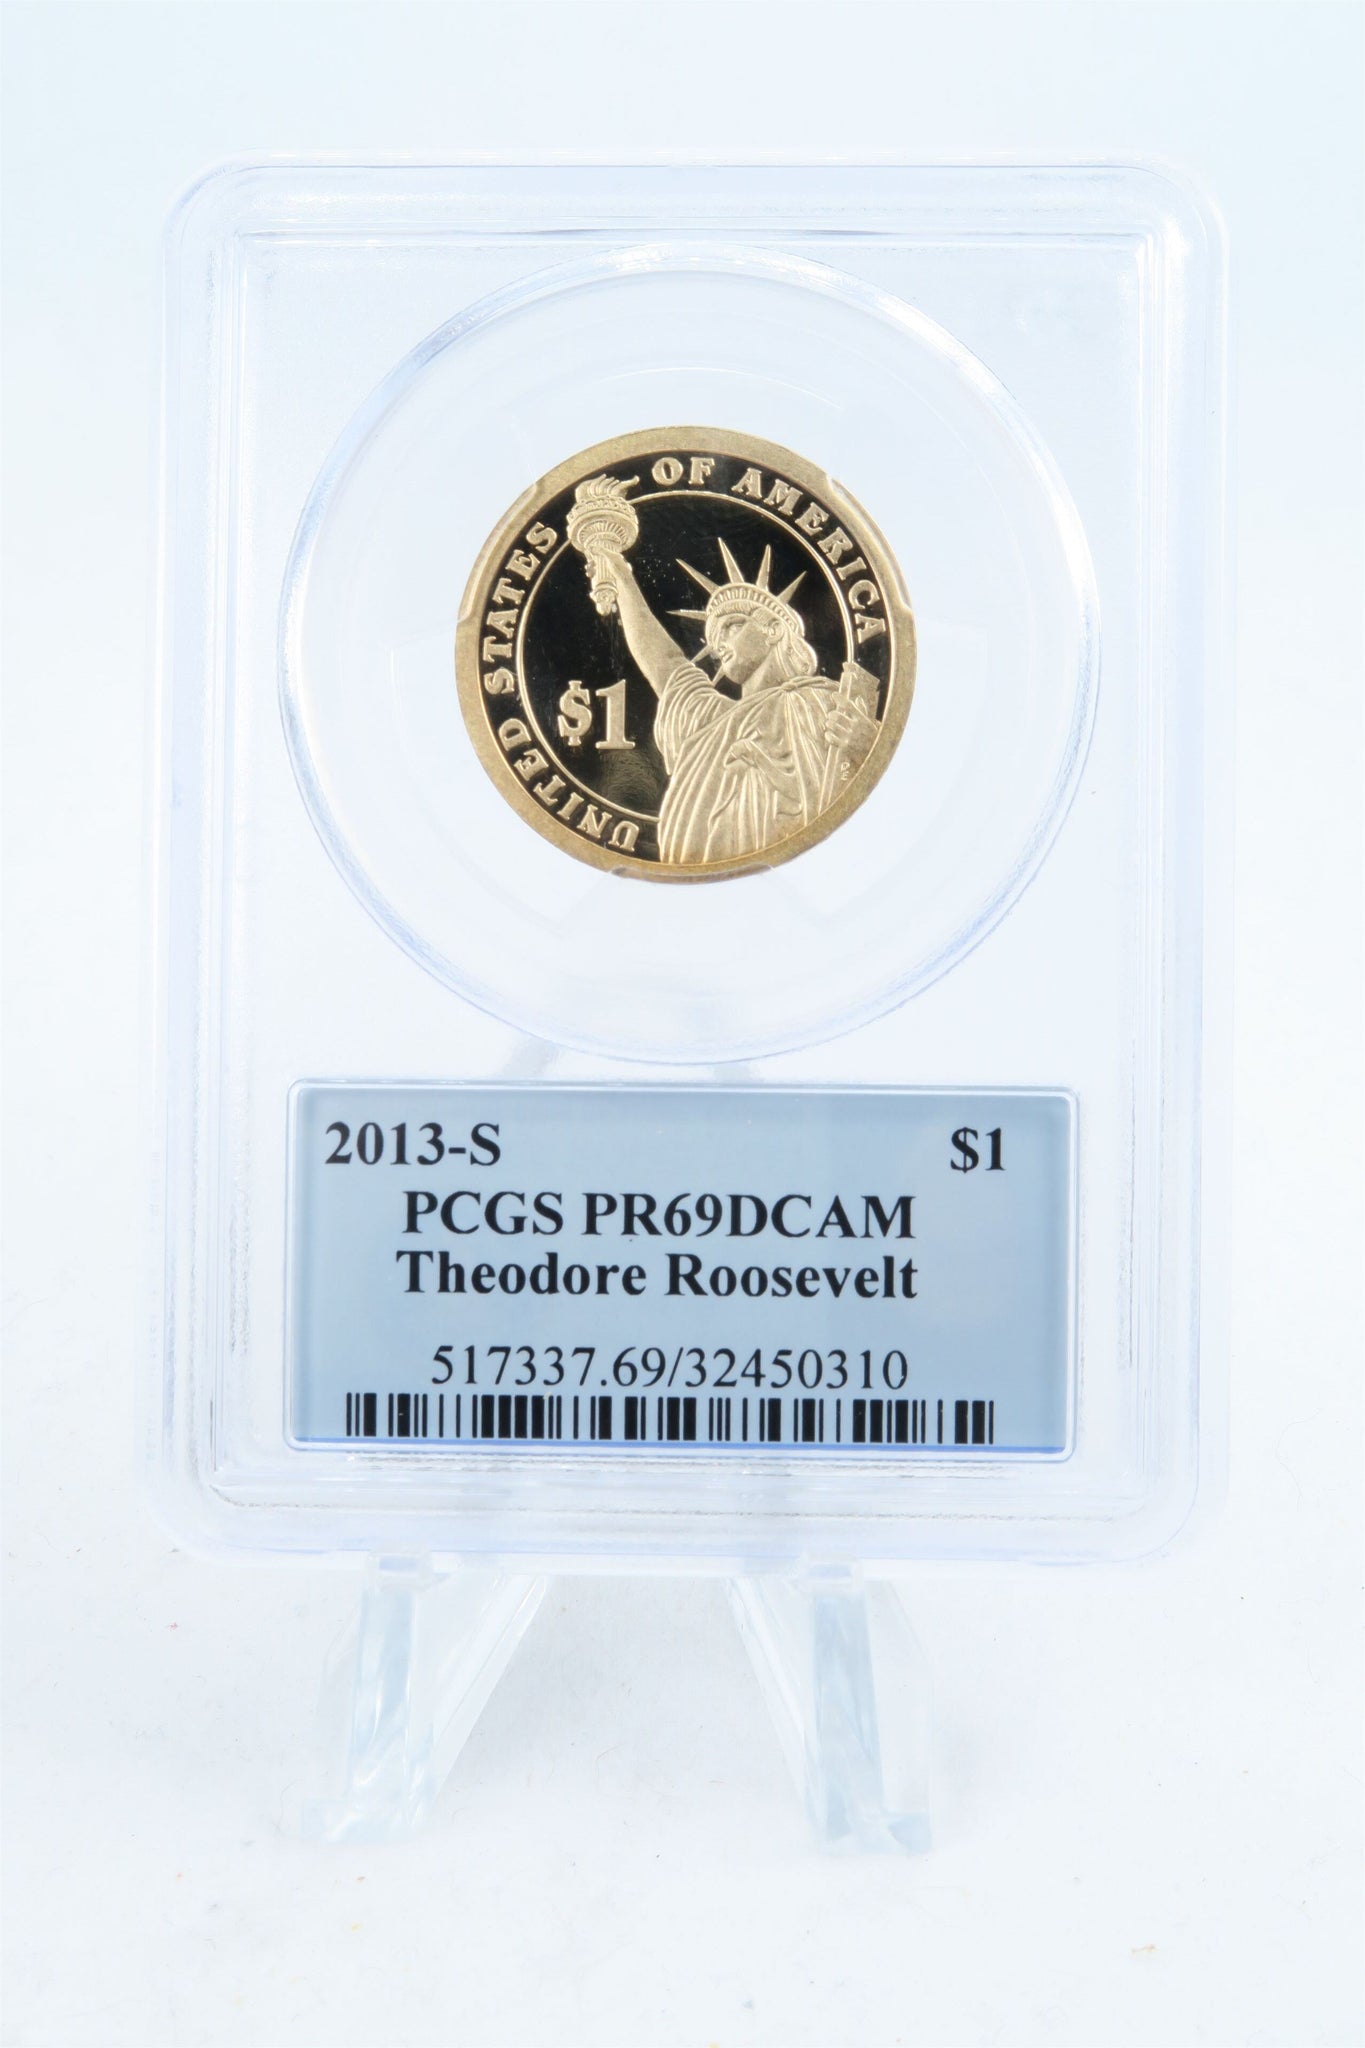 UNITED STATES OF AMERICA
$1
2013-S $1
PCGS PR69DCAM
Theodore Roosevelt
517337.69/32450310